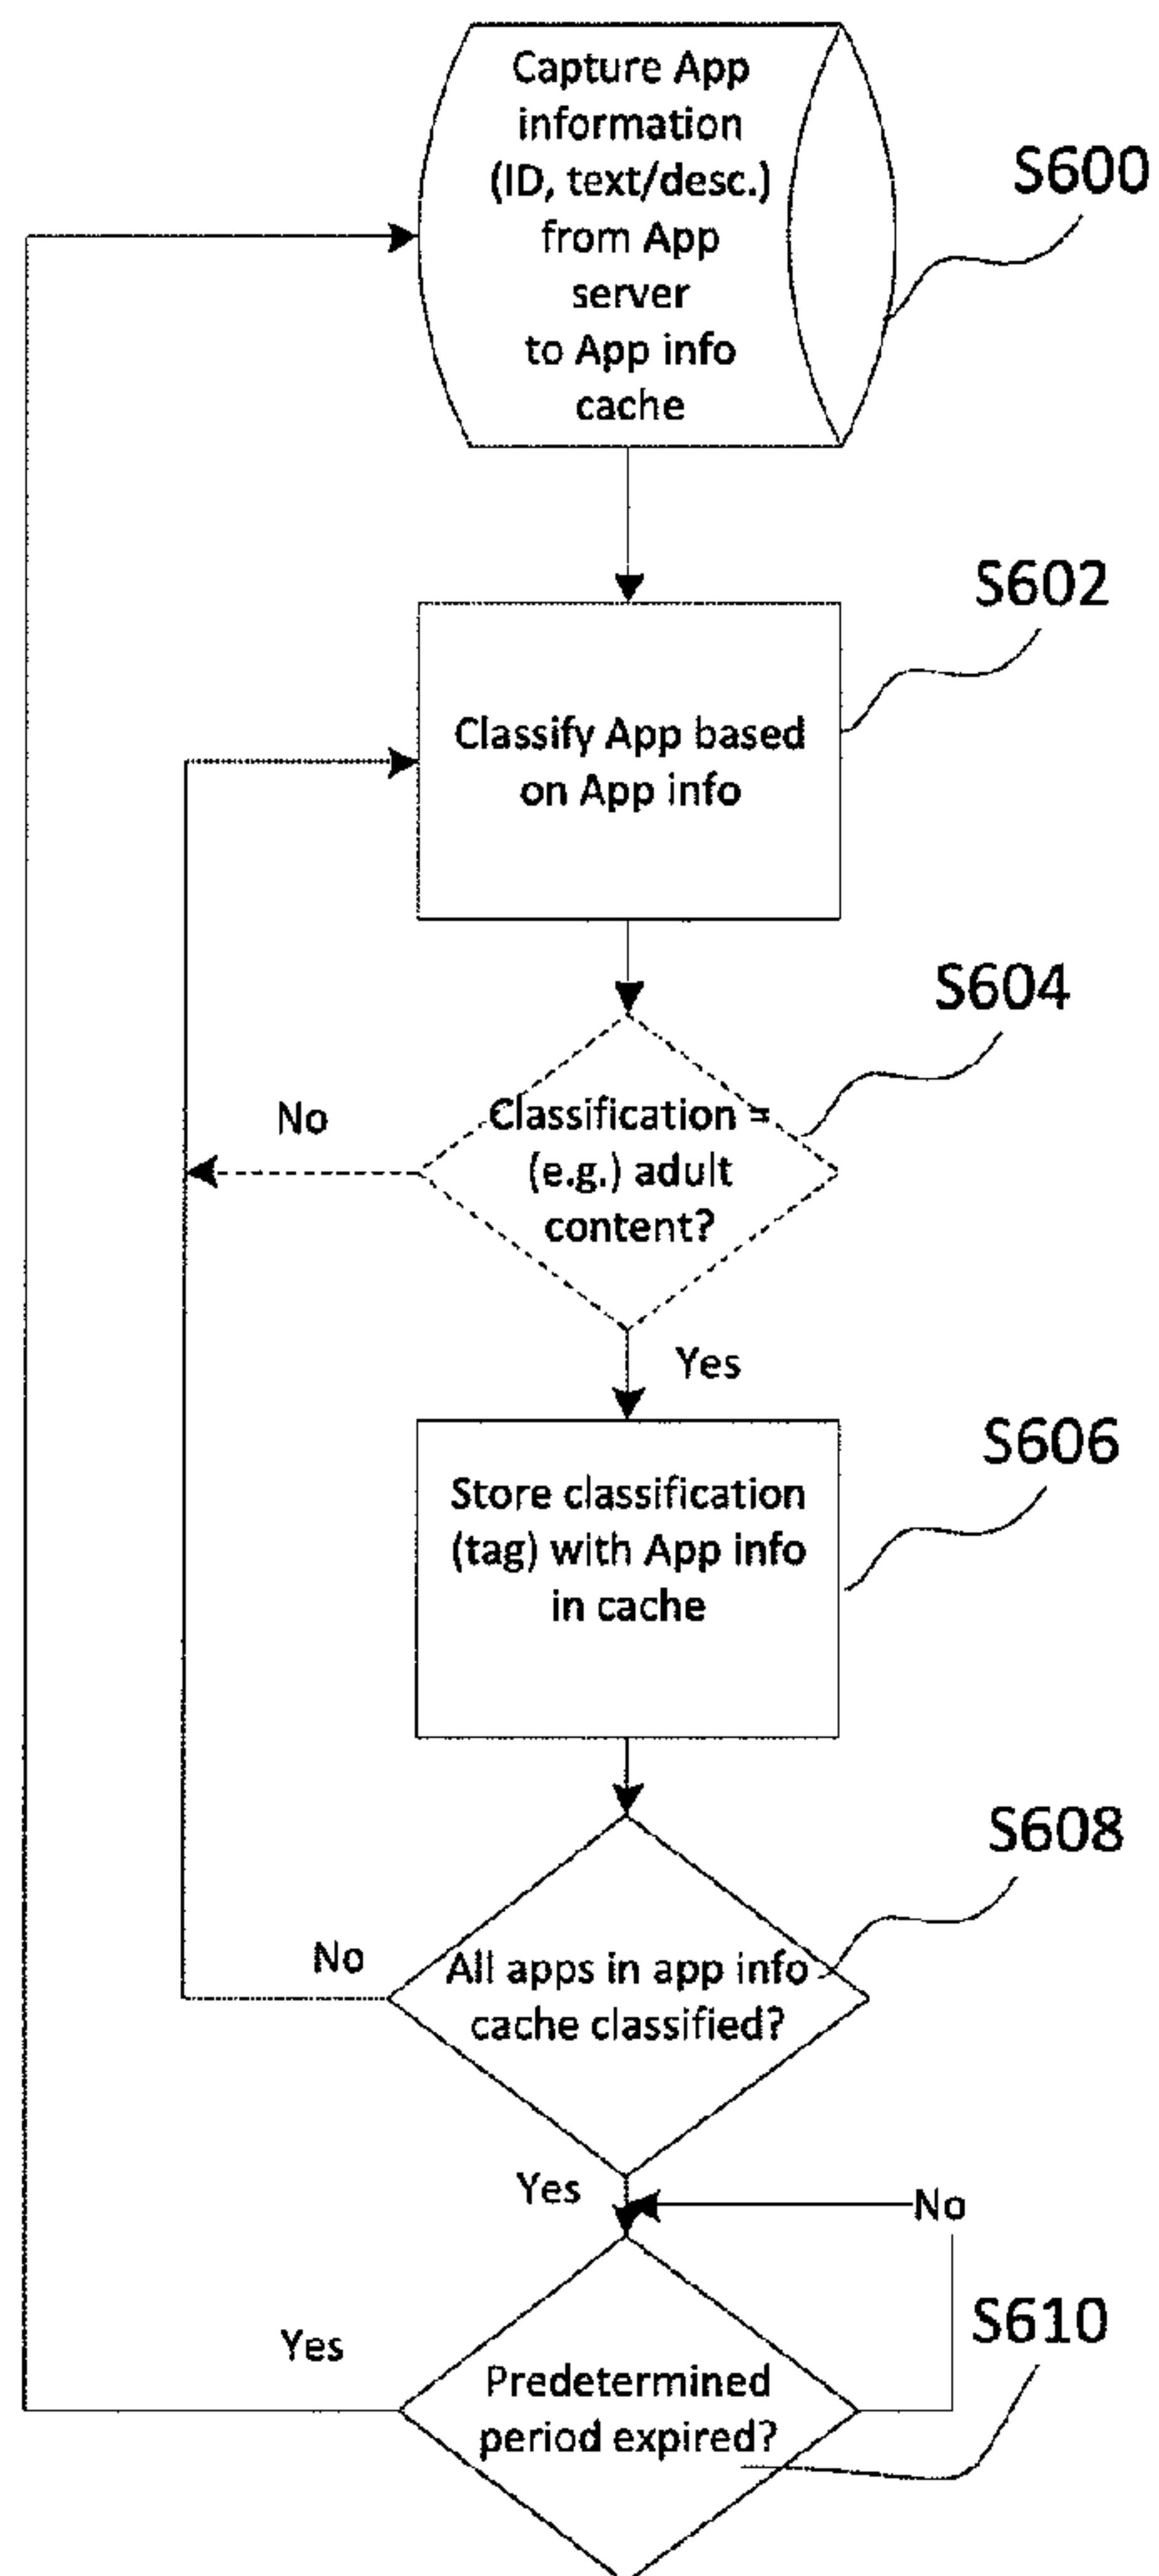 Capture App
information
(ID, text/desc.)
from App
server
to App info
cache
S600
S602
Classify App based
on App info
S604
No
Classification =
(e.g.) adult
content?
Yes
S606
Store classification
(tag) with App info
in cache
S608
No
All apps in app info
cache classified?
Yes
No
S610
Yes
Predetermined
period expired?